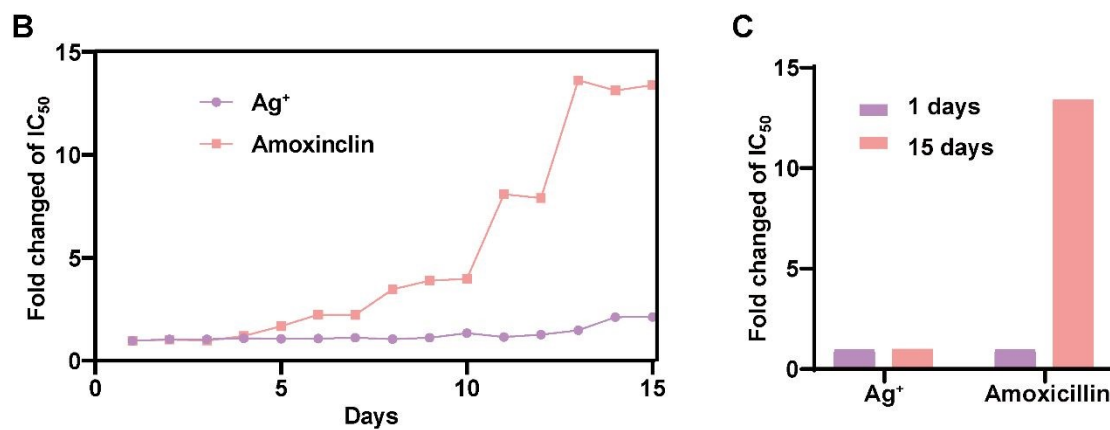 B
Fold changed of IC50
15
10
5
0
Ag+
Amoxinclin
0
5
10
15
Days
C
Fold changed of IC50
15
10
5
0
1 days
15 days
Ag+
Amoxicillin